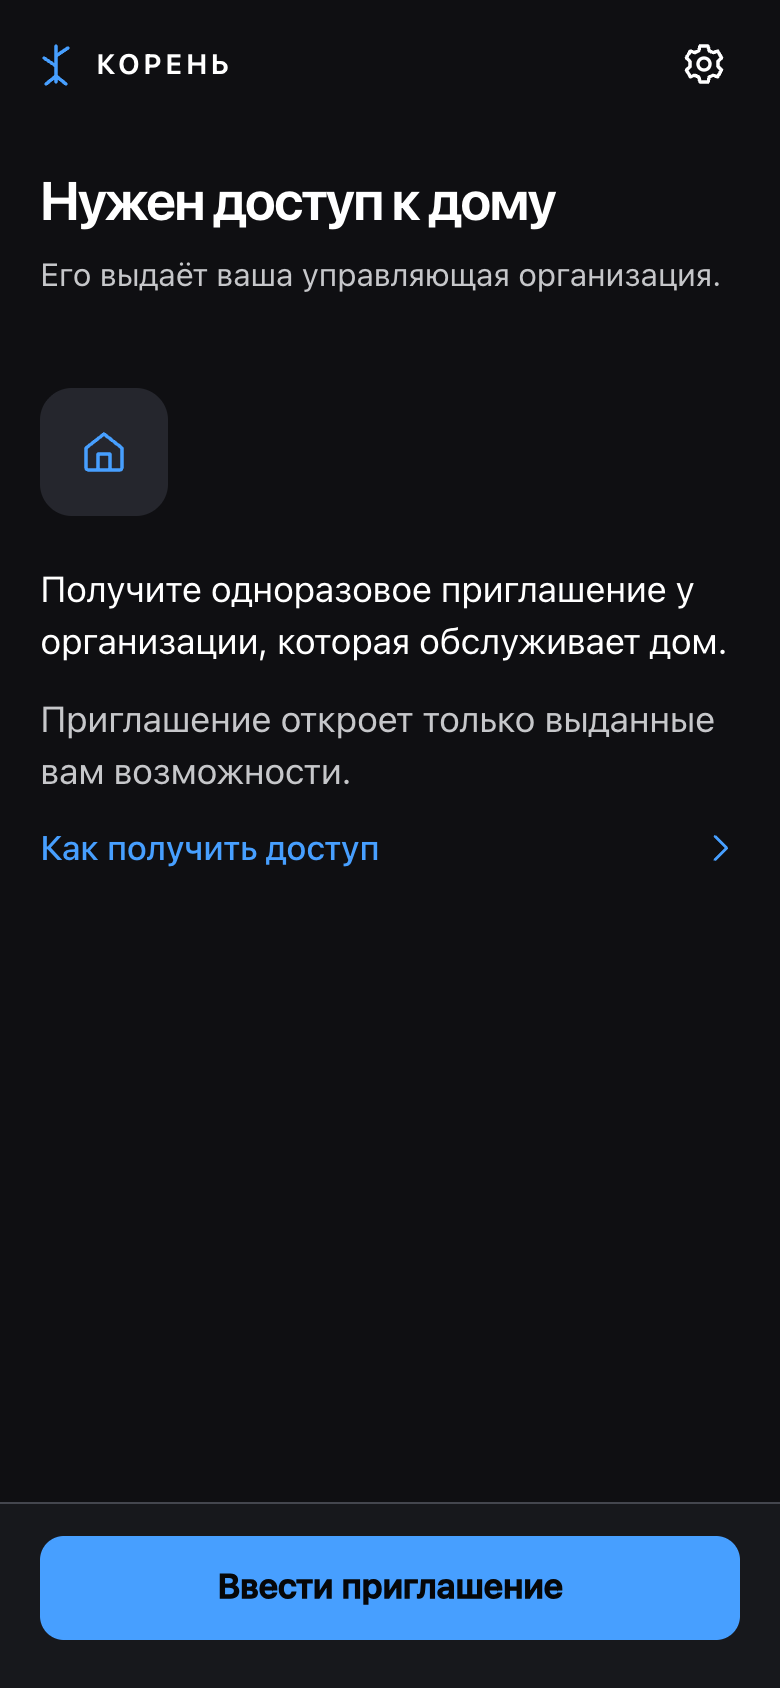 КОРЕНЬ
Нужен доступ к дому
Его выдаёт ваша управляющая организация.
Получите одноразовое приглашение у
организации, которая обслуживает дом.
Приглашение откроет только выданные
вам возможности.
Как получить доступ
Ввести приглашение